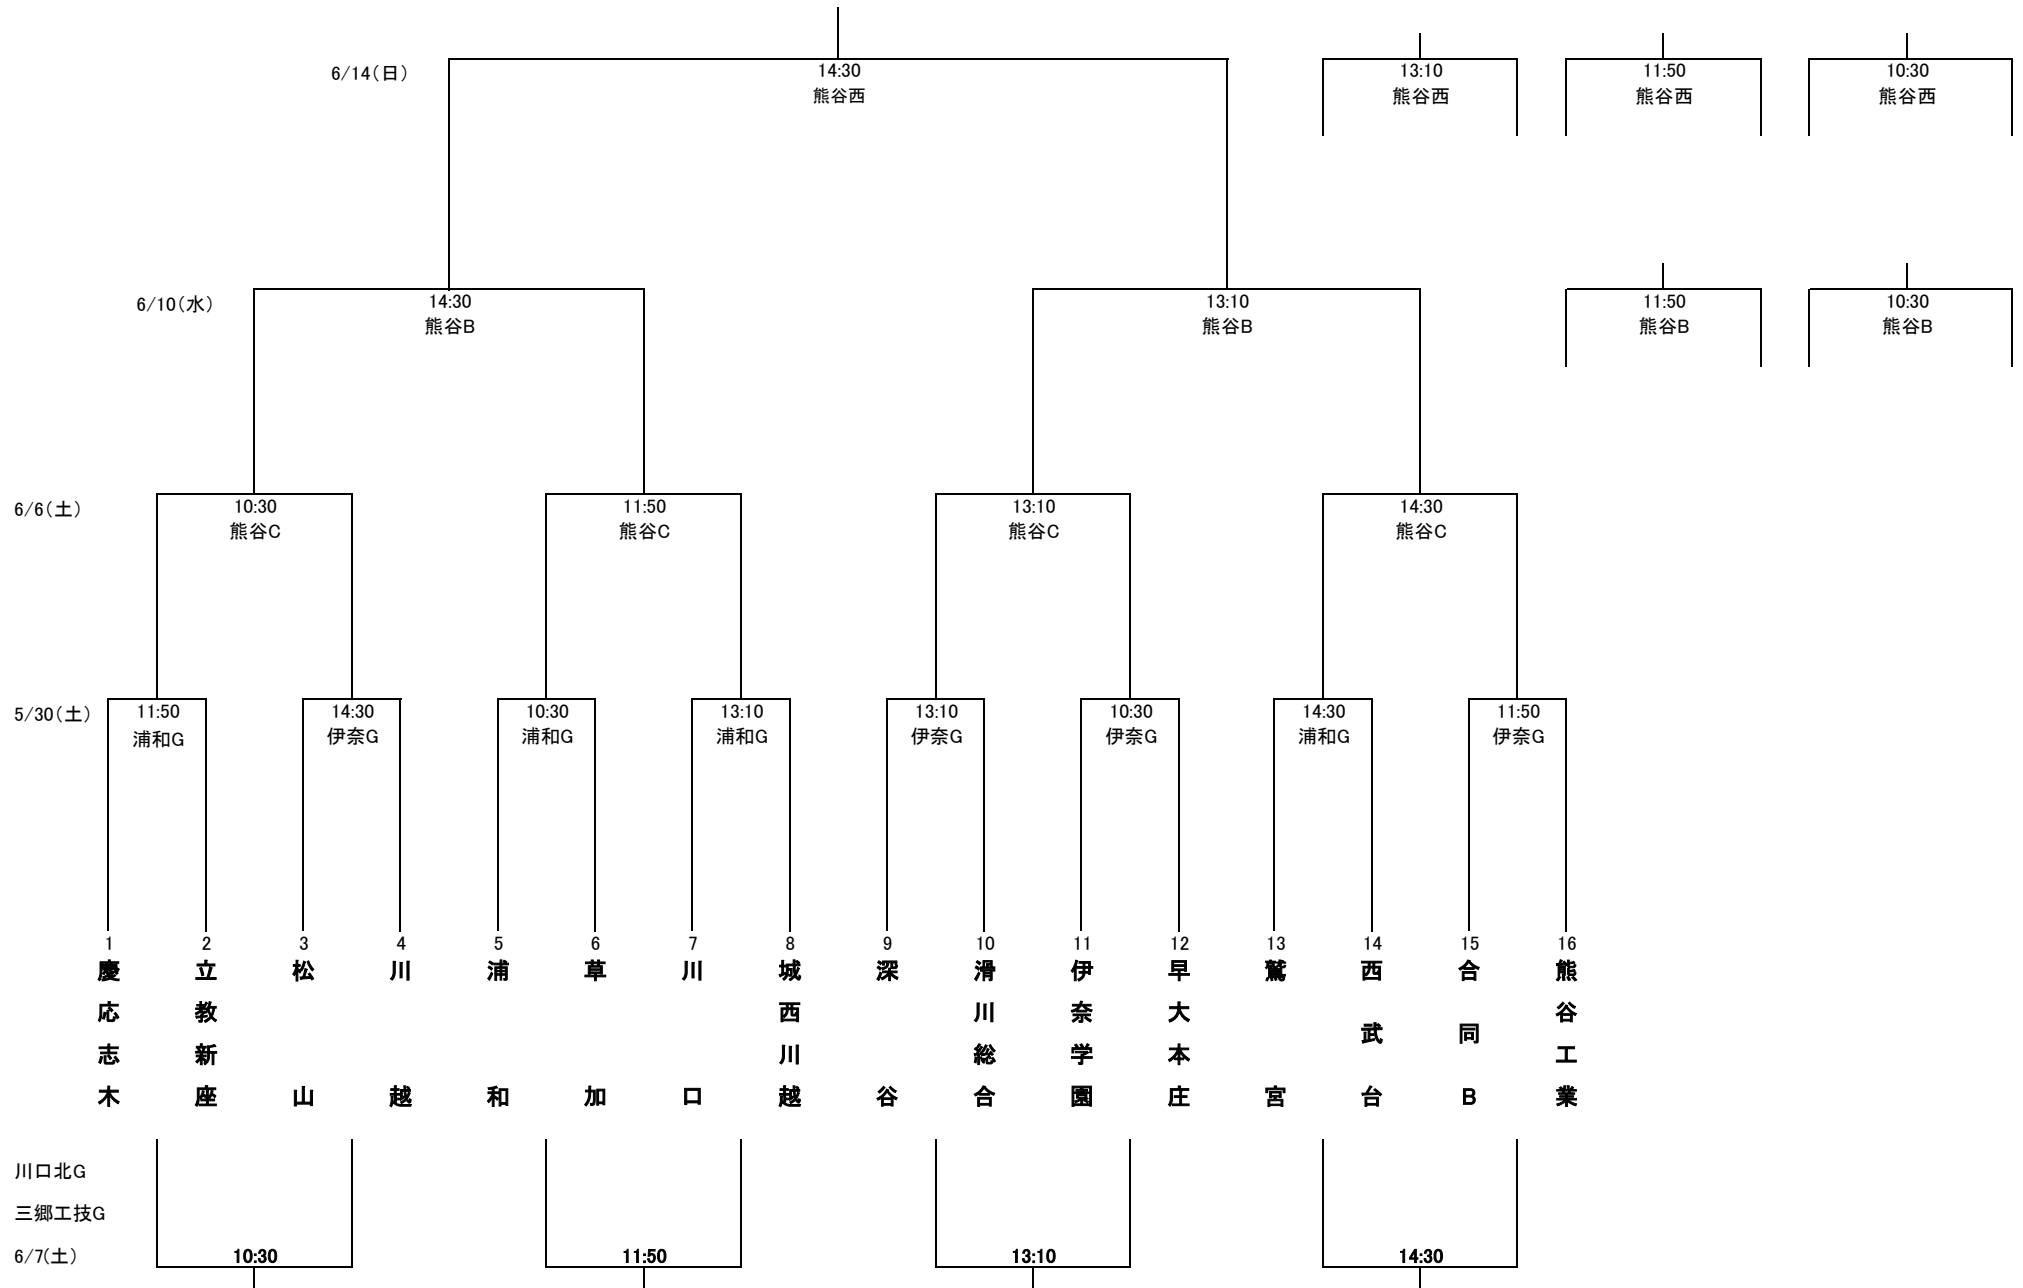 6/14(日)
14:30
熊谷西
13:10
熊谷西
11:50
熊谷西
10:30
熊谷西
6/10(水)
14:30
熊谷B
13:10
熊谷B
11:50
熊谷B
10:30
熊谷B
6/6(土)
10:30
熊谷C
11:50
熊谷C
13:10
熊谷C
14:30
熊谷C
5/30(土)
11:50
浦和G
14:30
伊奈G
10:30
浦和G
13:10
浦和G
13:10
伊奈G
10:30
伊奈G
14:30
浦和G
11:50
伊奈G
1
慶応志木
2
立教新座
3
松山
4
川越
5
浦和
6
草加
7
川口
8
城西川越
9
深谷
10
滑川総合
11
伊奈学園
12
早大本庄
13
鷲宮
14
西武台
15
合同B
16
熊谷工業
川口北G
三郷工技G
6/7(土)
10:30
11:50
13:10
14:30